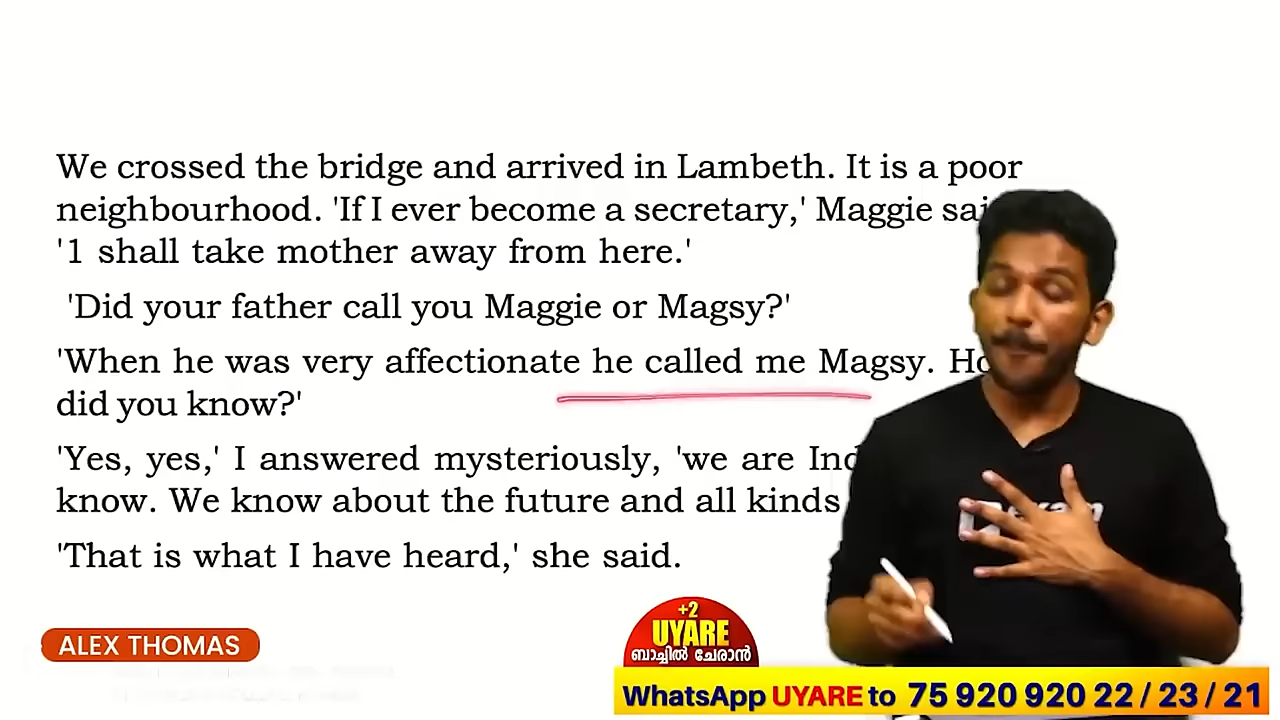 We crossed the bridge and arrived in Lambeth. It is a poor
neighbourhood. 'If I ever become a secretary,' Maggie sai
'1 shall take mother away from here.'
'Did your father call you Maggie or Magsy?'
'When he was very affectionate he called me Magsy. Ho
did you know?'
'Yes, yes,' I answered mysteriously, 'we are Ind
know. We know about the future and all kinds
'That is what I have heard,' she said.
ALEX THOMAS
+2
UYARE
ബാച്ചിൽ ചേരാൻ
WhatsApp UYARE to 75 920 920 22 / 23 / 21